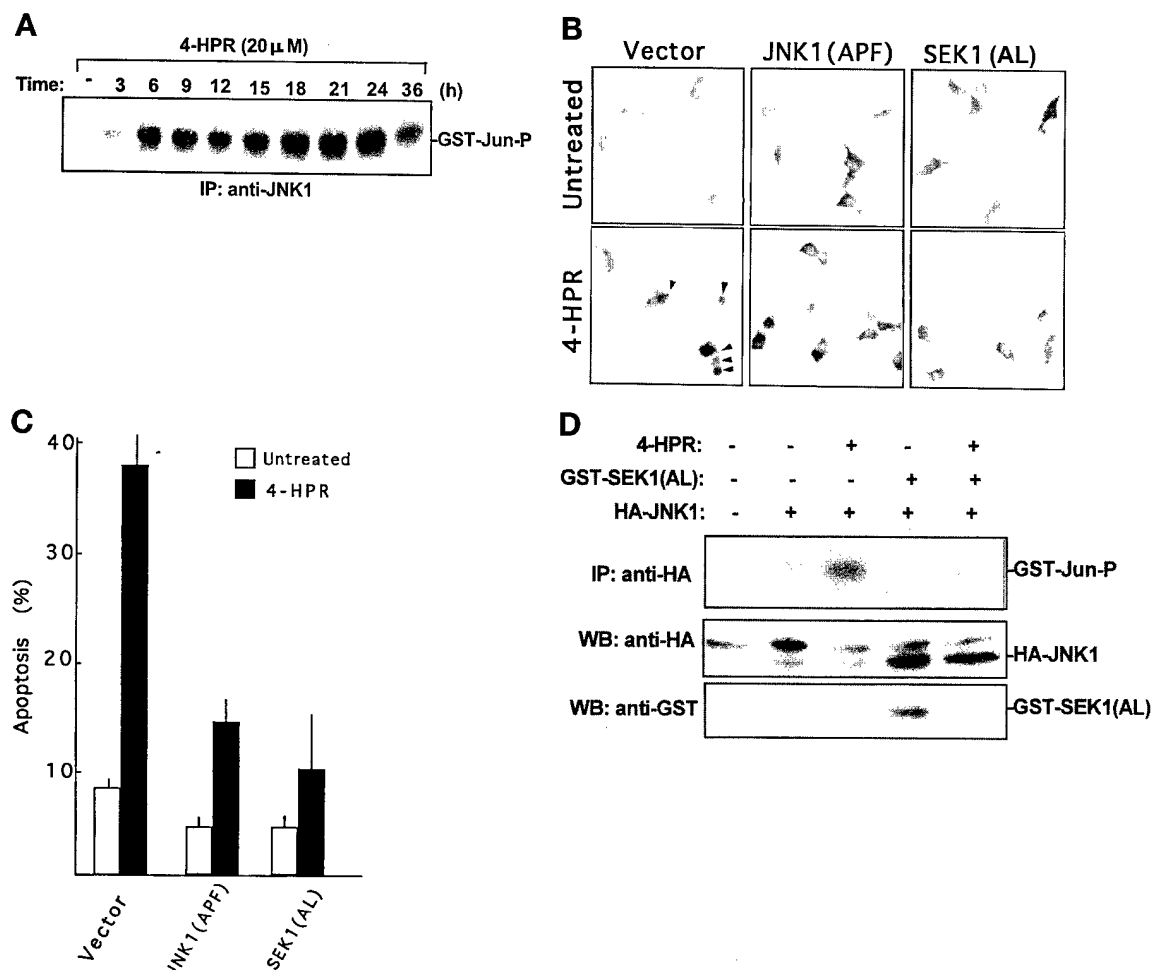 A
4-HPR (20 μM)
Time: - 3 6 9 12 15 18 21 24 36 (h)
-GST-Jun-P
IP: anti-JNK1
B
Vector JNK1(APF) SEK1(AL)
Untreated
4-HPR
C
40
30
20
10
Apoptosis (%)
Untreated
4-HPR
Vector
JNK1(APF)
SEK1(AL)
D
4-HPR: - - + - +
GST-SEK1(AL): - - - + +
HA-JNK1: - + + + +
IP: anti-HA -GST-Jun-P
WB: anti-HA -HA-JNK1
WB: anti-GST -GST-SEK1(AL)